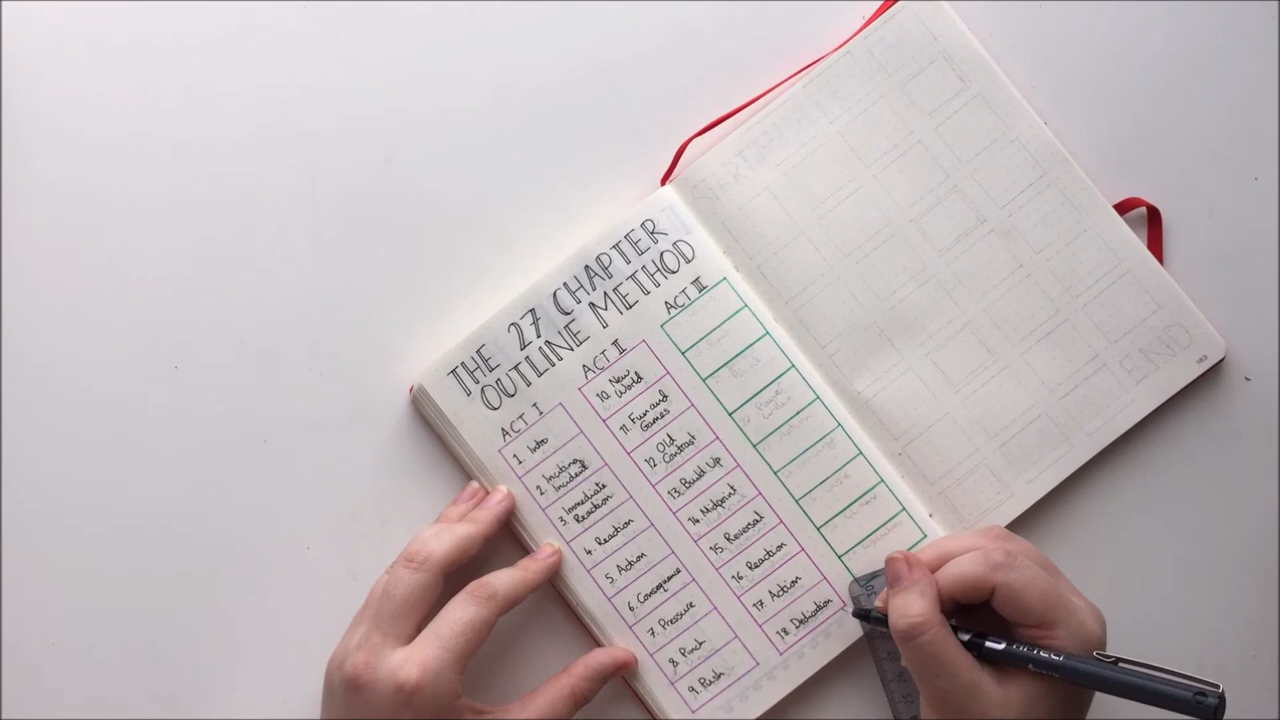 THE 27 CHAPTER
OUTLINE METHOD
ACT I
1. Intro
2. Inciting
Incident
3. Immediate
Reaction
4. Reaction
5. Action
6. Consequence
7. Pressure
8. Pinch
9. Push
ACT II
10. New
World
11. Fun and
Games
12. Old
Contrast
13. Build Up
14. Midpoint
15. Reversal
16. Reaction
17. Action
18. Dedication
ACT III
END